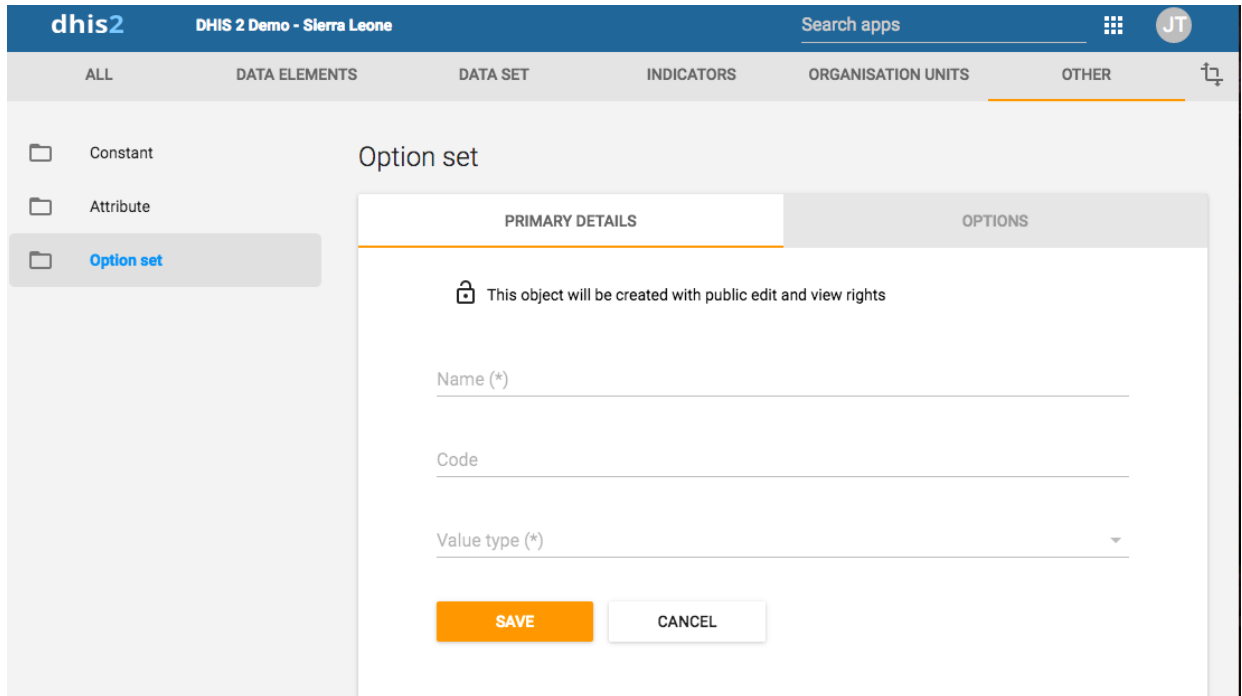 dhis2 DHIS 2 Demo - Sierra Leone Search apps JT
ALL DATA ELEMENTS DATA SET INDICATORS ORGANISATION UNITS OTHER
Constant
Attribute
Option set
Option set
PRIMARY DETAILS OPTIONS
This object will be created with public edit and view rights
Name (*)
Code
Value type (*)
SAVE CANCEL